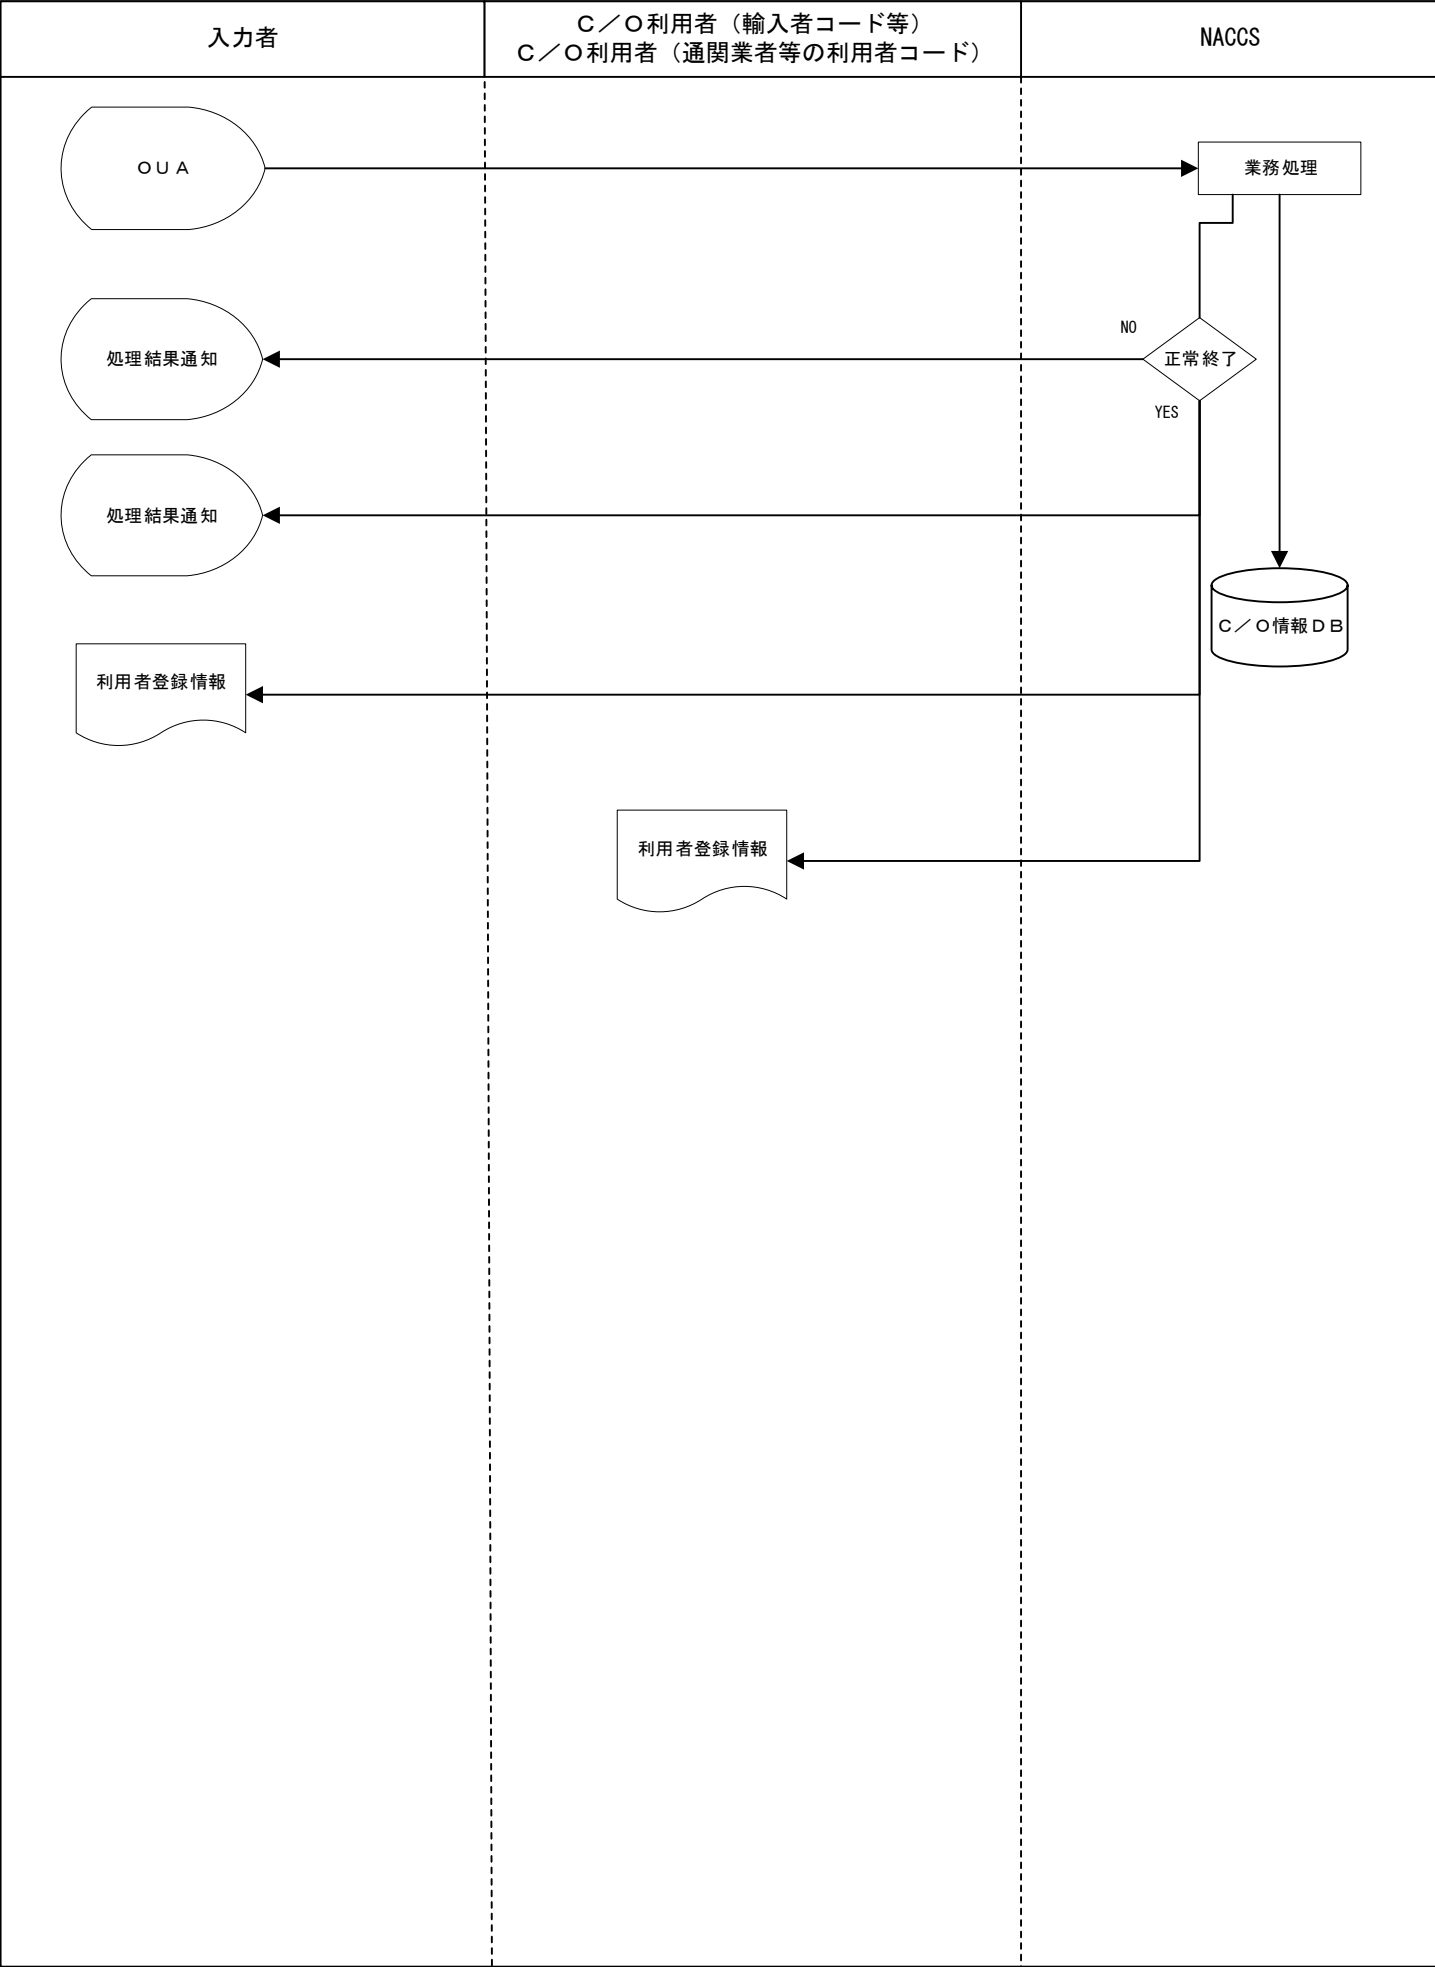 入力者
C／O利用者（輸入者コード等）
C／O利用者（通関業者等の利用者コード）
NACCS
OUA
業務処理
NO
処理結果通知
正常終了
YES
処理結果通知
C／O情報DB
利用者登録情報
利用者登録情報